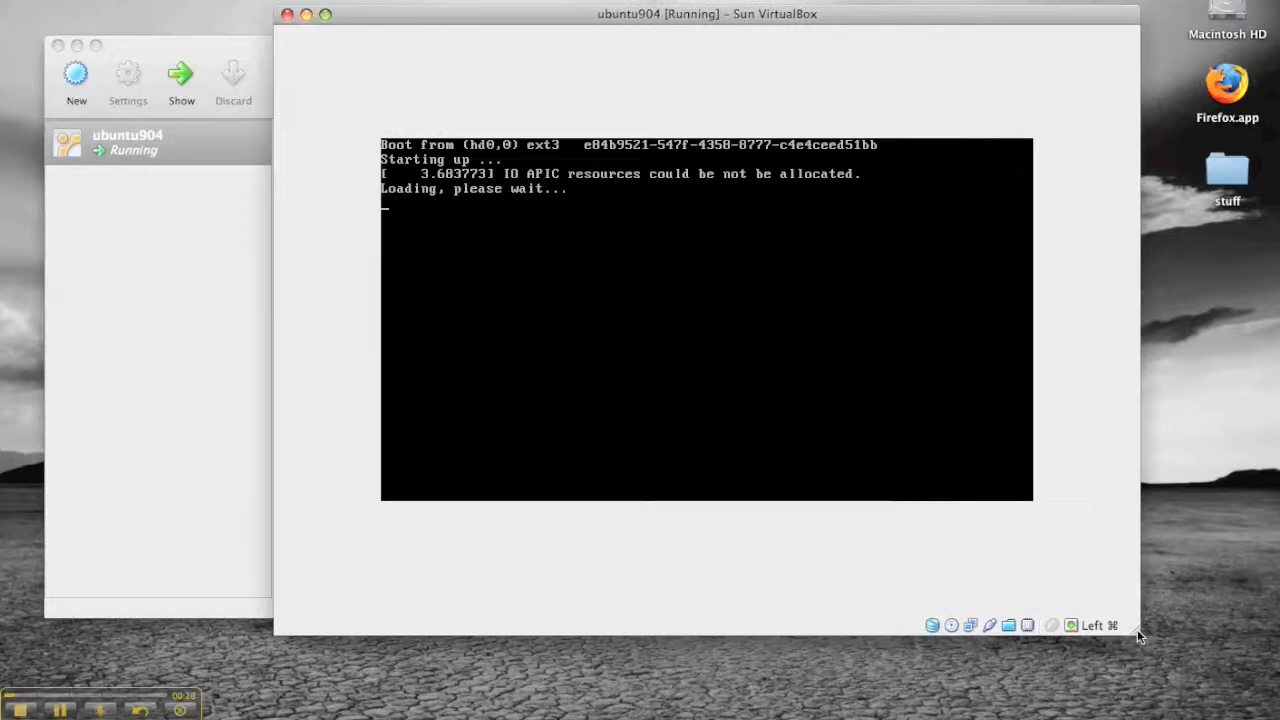 ubuntu904 [Running] – Sun VirtualBox
Macintosh HD
New
Settings
Show
Discard
Firefox.app
ubuntu904
Running
Boot from (hd0,0) ext3   e84b9521-547f-4358-8777-c4e4ceed51bb
Starting up ...
[    3.683773] IO APIC resources could be not be allocated.
Loading, please wait...
stuff
Left ⌘
00:18